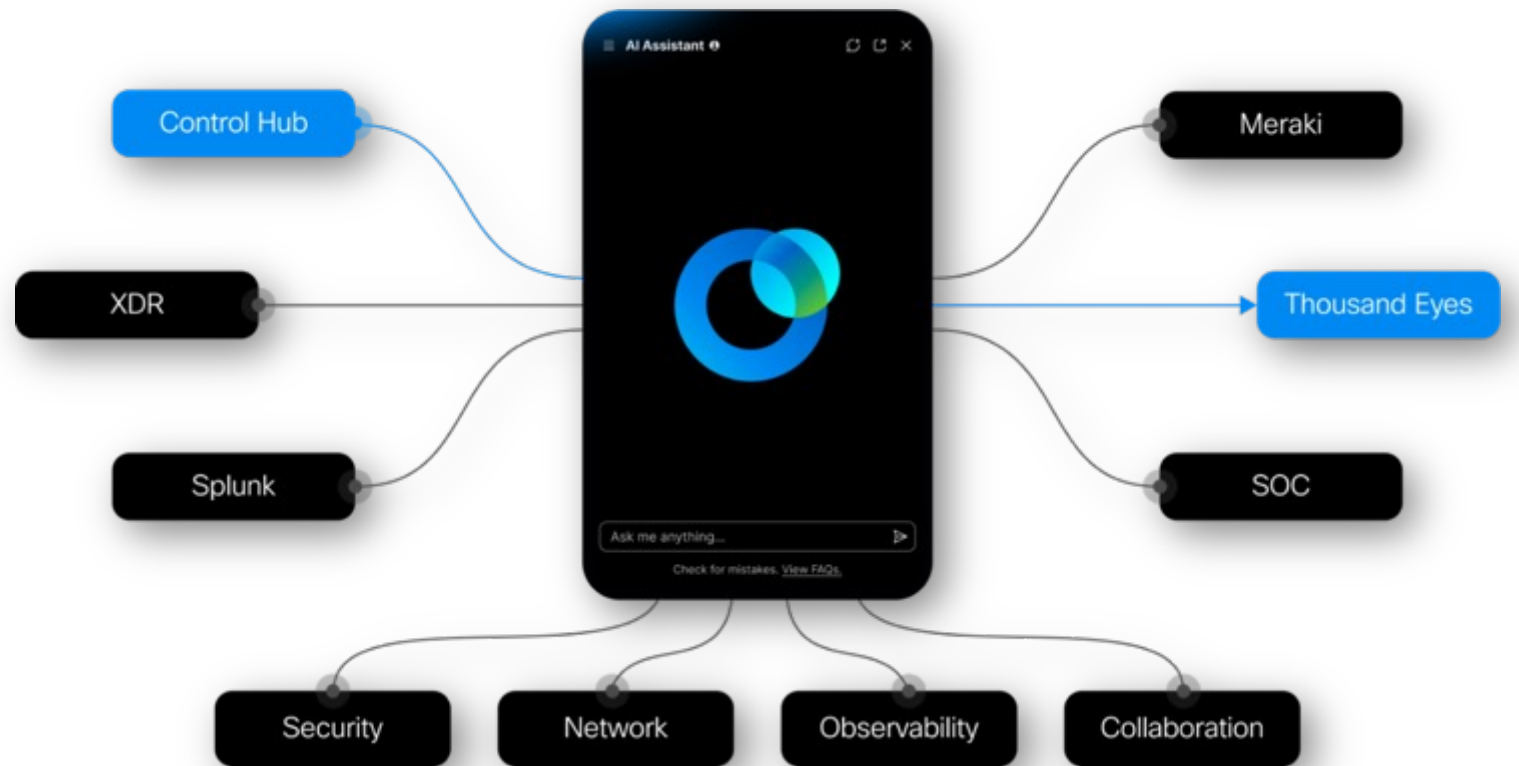 AI Assistant
Control Hub
Meraki
XDR
Thousand Eyes
Splunk
SOC
Ask me anything...
Check for mistakes. View FAQs.
Security
Network
Observability
Collaboration